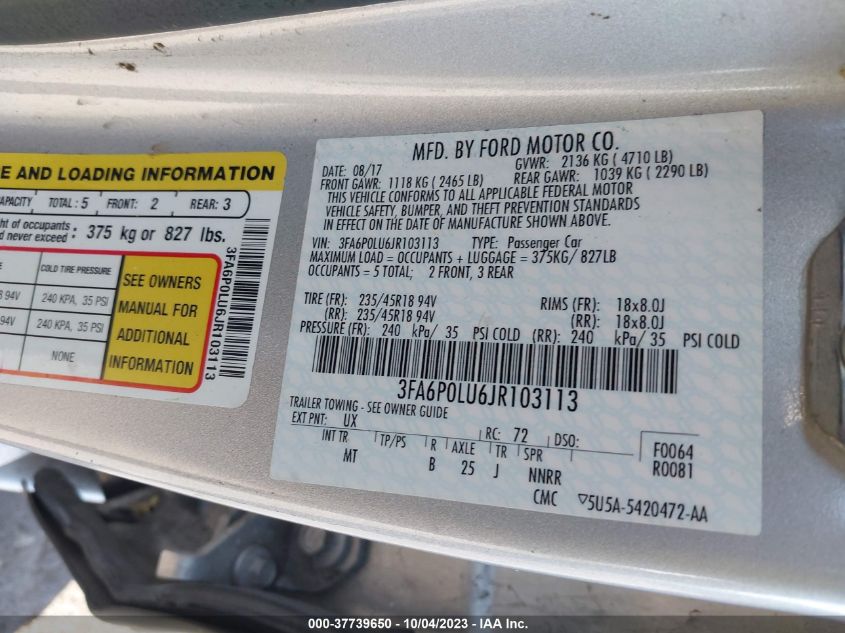 E AND LOADING INFORMATION
CAPACITY TOTAL: 5 FRONT: 2 REAR: 3
of occupants
never exceed: 375 kg or 827 lbs.
COLD TIRE PRESSURE
94V 240 KPA, 35 PSI
94V 240 KPA, 35 PSI
NONE
SEE OWNERS
MANUAL FOR
ADDITIONAL
INFORMATION
3FA6P0LU6JR103113
MFD. BY FORD MOTOR CO.
DATE: 08/17 GVWR: 2136 KG (4710 LB)
FRONT GAWR: 1118 KG (2465 LB) REAR GAWR: 1039 KG (2290 LB)
THIS VEHICLE CONFORMS TO ALL APPLICABLE FEDERAL MOTOR
VEHICLE SAFETY, BUMPER, AND THEFT PREVENTION STANDARDS
IN EFFECT ON THE DATE OF MANUFACTURE SHOWN ABOVE.
VIN: 3FA6P0LU6JR103113 TYPE: Passenger Car
MAXIMUM LOAD = OCCUPANTS + LUGGAGE = 375KG/ 827LB
OCCUPANTS = 5 TOTAL; 2 FRONT, 3 REAR
TIRE (FR): 235/45R18 94V RIMS (FR): 18x8.0J
(RR): 235/45R18 94V (RR): 18x8.0J
PRESSURE (FR): 240 kPa/ 35 PSI COLD (RR): 240 kPa/ 35 PSI COLD
3FA6P0LU6JR103113
TRAILER TOWING - SEE OWNER GUIDE
EXT PNT: UX RC: 72 DSO: F0064
INT TR TP/PS R AXLE TR SPR R0081
MT B 25 J NNRR
CMC ▽5U5A-5420472-AA
000-37739650 - 10/04/2023 - IAA Inc.